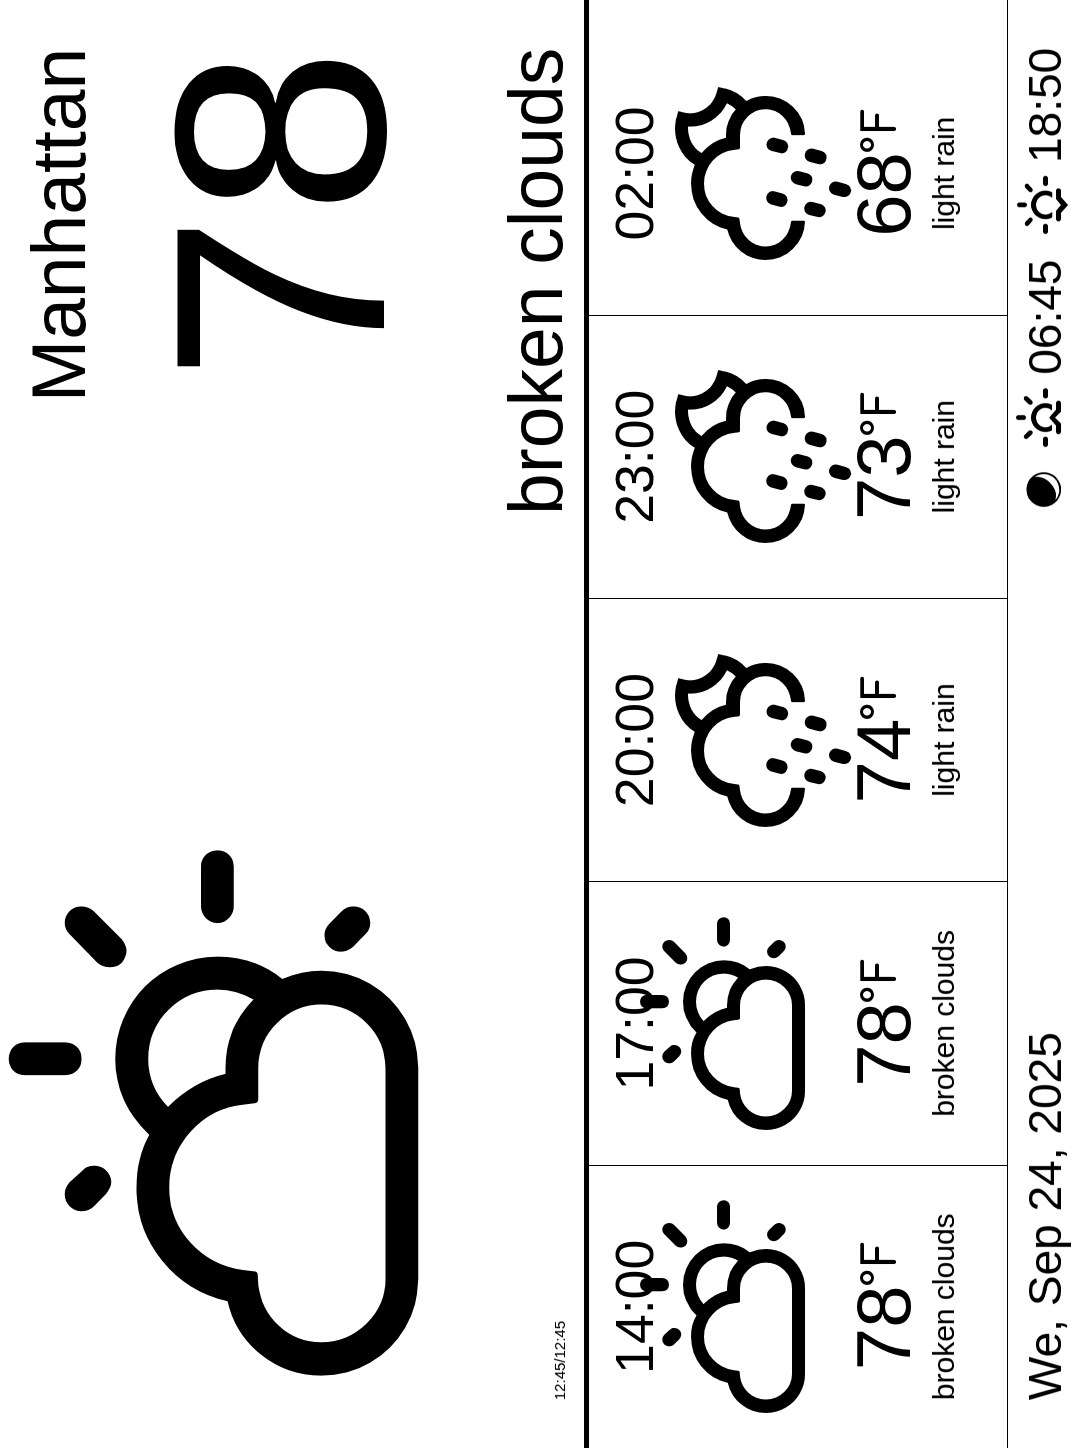 Manhattan
78
broken clouds
12:45/12:45
14:00
78°F
broken clouds
17:00
78°F
broken clouds
20:00
74°F
light rain
23:00
73°F
light rain
02:00
68°F
light rain
We, Sep 24, 2025
06:45
18:50